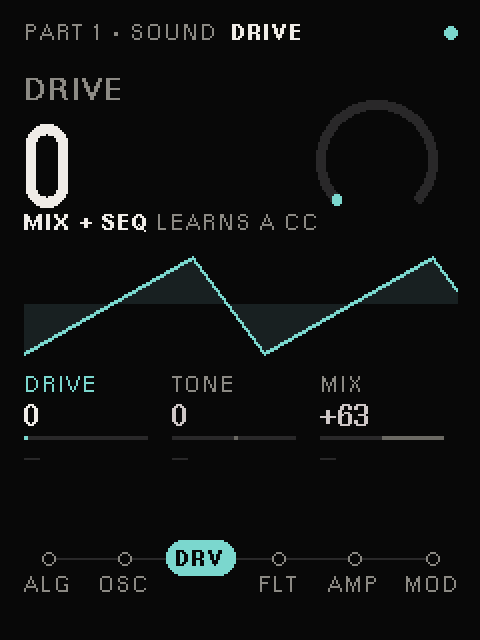 PART 1 · SOUND DRIVE
DRIVE
0
MIX + SEQ LEARNS A CC
DRIVE TONE MIX
0 0 +63
— — —
DRV
ALG OSC FLT AMP MOD